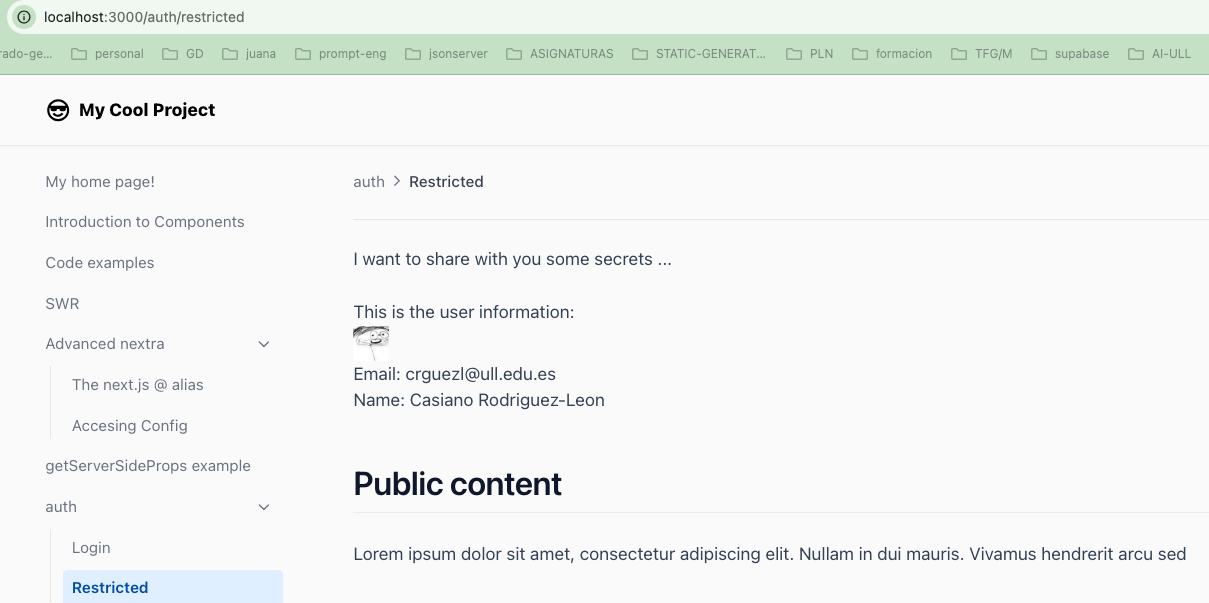 localhost:3000/auth/restricted
rado-ge... personal GD juana prompt-eng jsonserver ASIGNATURAS STATIC-GENERAT... PLN formacion TFG/M supabase AI-ULL
My Cool Project
My home page!
Introduction to Components
Code examples
SWR
Advanced nextra
The next.js @ alias
Accesing Config
getServerSideProps example
auth
Login
Restricted
auth > Restricted
I want to share with you some secrets ...
This is the user information:
Email: crguezl@ull.edu.es
Name: Casiano Rodriguez-Leon
Public content
Lorem ipsum dolor sit amet, consectetur adipiscing elit. Nullam in dui mauris. Vivamus hendrerit arcu sed